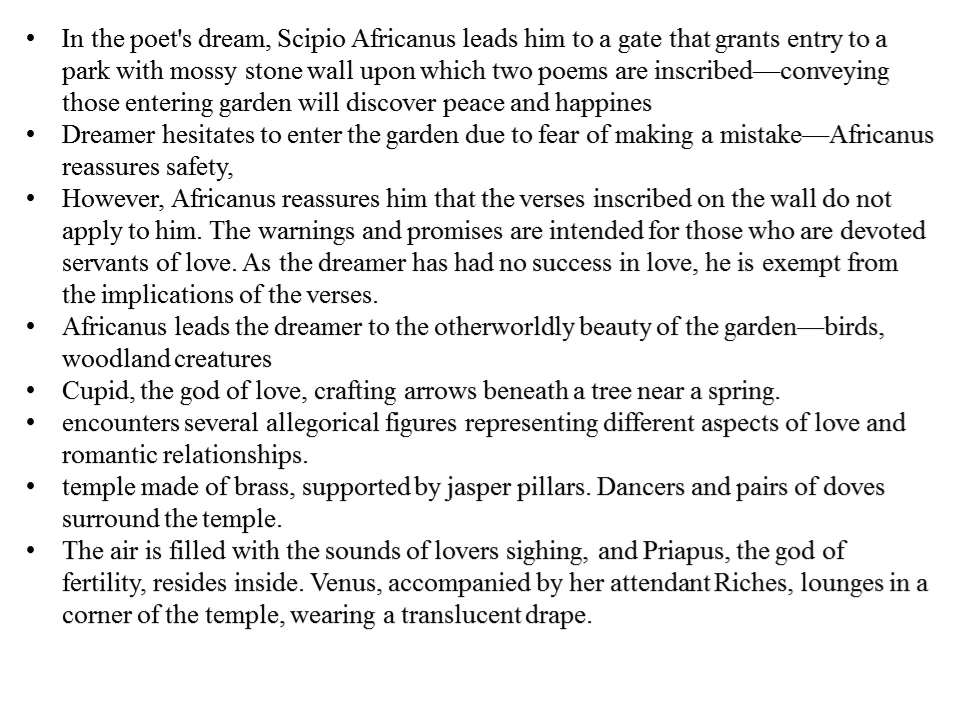 • In the poet's dream, Scipio Africanus leads him to a gate that grants entry to a
park with mossy stone wall upon which two poems are inscribed—conveying
those entering garden will discover peace and happines
• Dreamer hesitates to enter the garden due to fear of making a mistake—Africanus
reassures safety,
• However, Africanus reassures him that the verses inscribed on the wall do not
apply to him. The warnings and promises are intended for those who are devoted
servants of love. As the dreamer has had no success in love, he is exempt from
the implications of the verses.
• Africanus leads the dreamer to the otherworldly beauty of the garden—birds,
woodland creatures
• Cupid, the god of love, crafting arrows beneath a tree near a spring.
• encounters several allegorical figures representing different aspects of love and
romantic relationships.
• temple made of brass, supported by jasper pillars. Dancers and pairs of doves
surround the temple.
• The air is filled with the sounds of lovers sighing, and Priapus, the god of
fertility, resides inside. Venus, accompanied by her attendant Riches, lounges in a
corner of the temple, wearing a translucent drape.